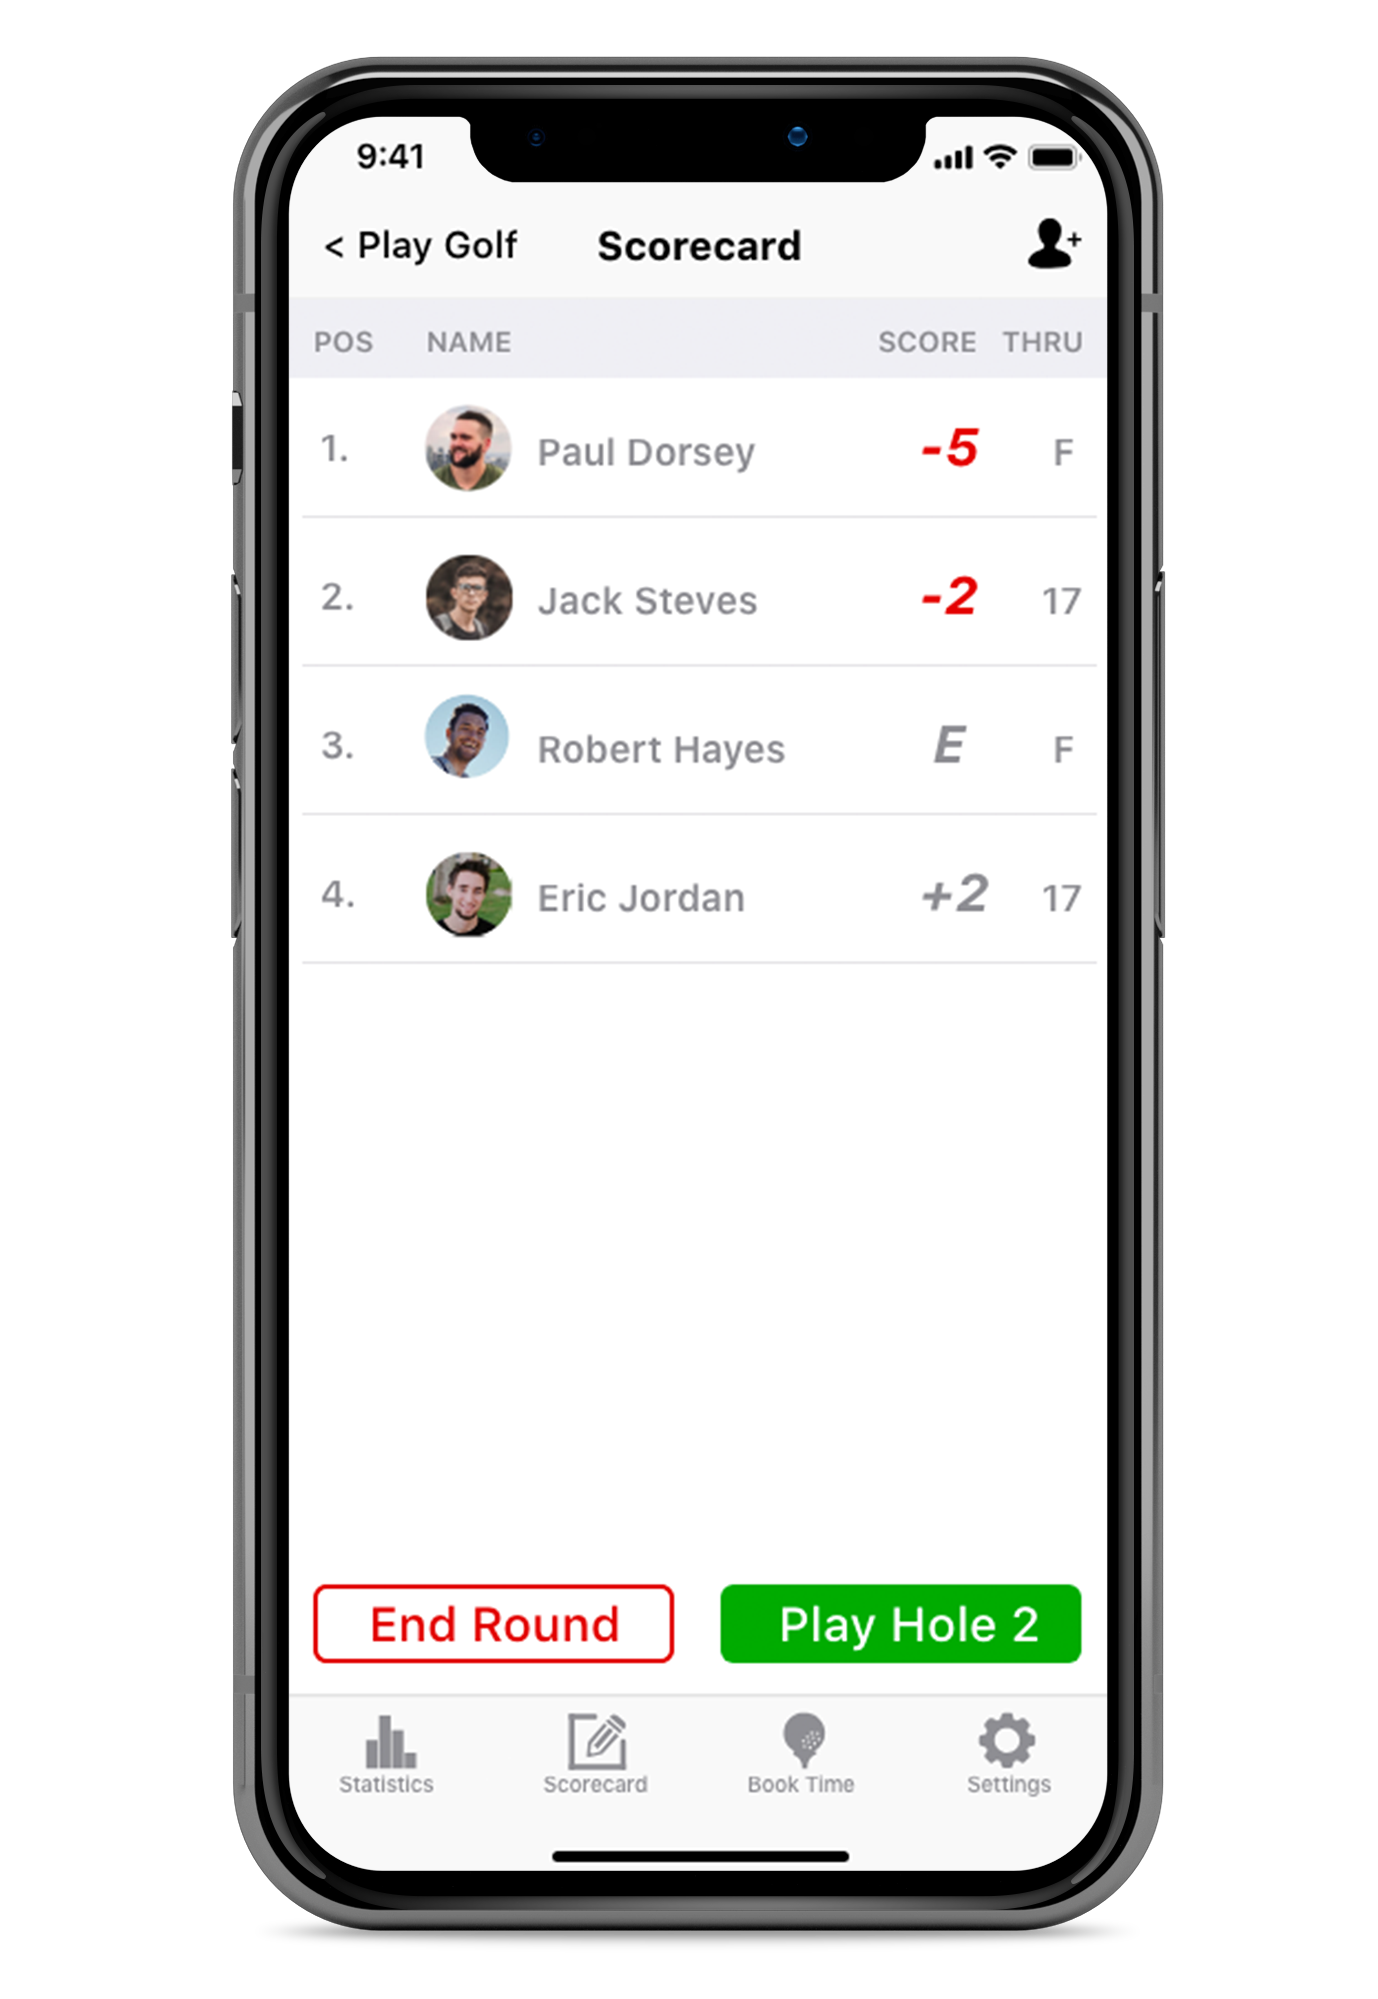 9:41
< Play Golf Scorecard
POS NAME SCORE THRU
1. Paul Dorsey -5 F
2. Jack Steves -2 17
3. Robert Hayes E F
4. Eric Jordan +2 17
End Round Play Hole 2
Statistics Scorecard Book Time Settings